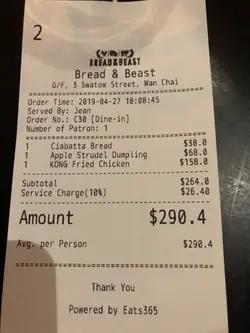 2
BREAD&BEAST
Bread & Beast
G/F, 3 Swatow Street, Wan Chai
Order Time: 2019-04-27 18:08:45
Served By: Jean
Order No.: C30 [Dine-in]
Number of Patron: 1
1 Ciabatta Bread $38.0
1 Apple Strudel Dumpling $68.0
1 KONG Fried Chicken $158.0
Subtotal $264.0
Service Charge(10%) $26.40
Amount $290.4
Avg. per Person $290.4
Thank You
Powered by Eats365